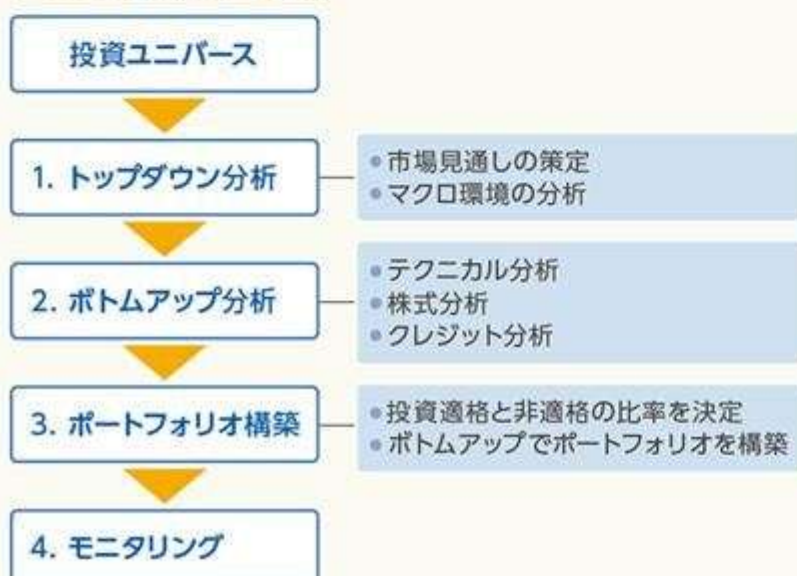 投資ユニバース
1. トップダウン分析
•市場見通しの策定
•マクロ環境の分析
2. ボトムアップ分析
•テクニカル分析
•株式分析
•クレジット分析
3. ポートフォリオ構築
•投資適格と非適格の比率を決定
•ボトムアップでポートフォリオを構築
4. モニタリング